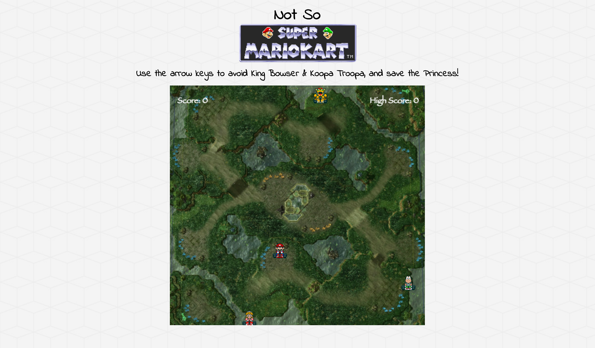 Not So
SUPER
MARIOKART TM
Use the arrow keys to avoid King Bowser & Koopa Troopa, and save the Princess!
Score: 0
High Score: 0